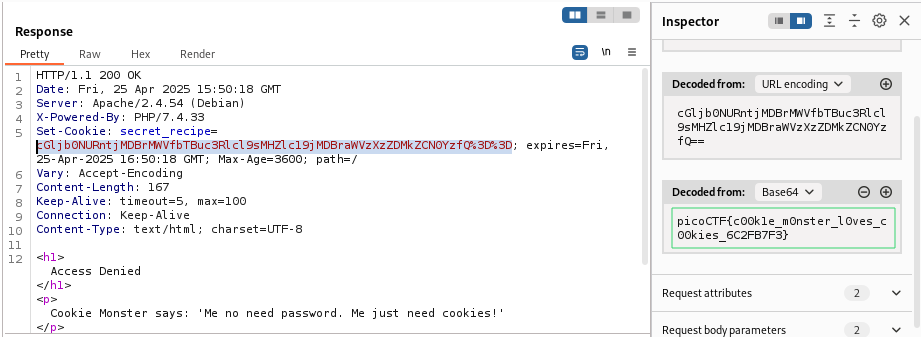 Response
Pretty Raw Hex Render \n
1 HTTP/1.1 200 OK
2 Date: Fri, 25 Apr 2025 15:50:18 GMT
3 Server: Apache/2.4.54 (Debian)
4 X-Powered-By: PHP/7.4.33
5 Set-Cookie: secret_recipe=
cGljb0NURntjMDBrMWVfbTBuc3Rlcl9sMHZlc19jMDBraWVzXzZDMkZCN0YzfQ%3D%3D; expires=Fri,
25-Apr-2025 16:50:18 GMT; Max-Age=3600; path=/
6 Vary: Accept-Encoding
7 Content-Length: 167
8 Keep-Alive: timeout=5, max=100
9 Connection: Keep-Alive
10 Content-Type: text/html; charset=UTF-8
11
12 <h1>
Access Denied
</h1>
<p>
Cookie Monster says: 'Me no need password. Me just need cookies!'
</p>
Inspector
Decoded from: URL encoding
cGljb0NURntjMDBrMWVfbTBuc3Rlcl
9sMHZlc19jMDBraWVzXzZDMkZCN0Yz
fQ==
Decoded from: Base64
picoCTF{c00k1e_m0nster_l0ves_c
00kies_6C2FB7F3}
Request attributes 2
Request body parameters 2